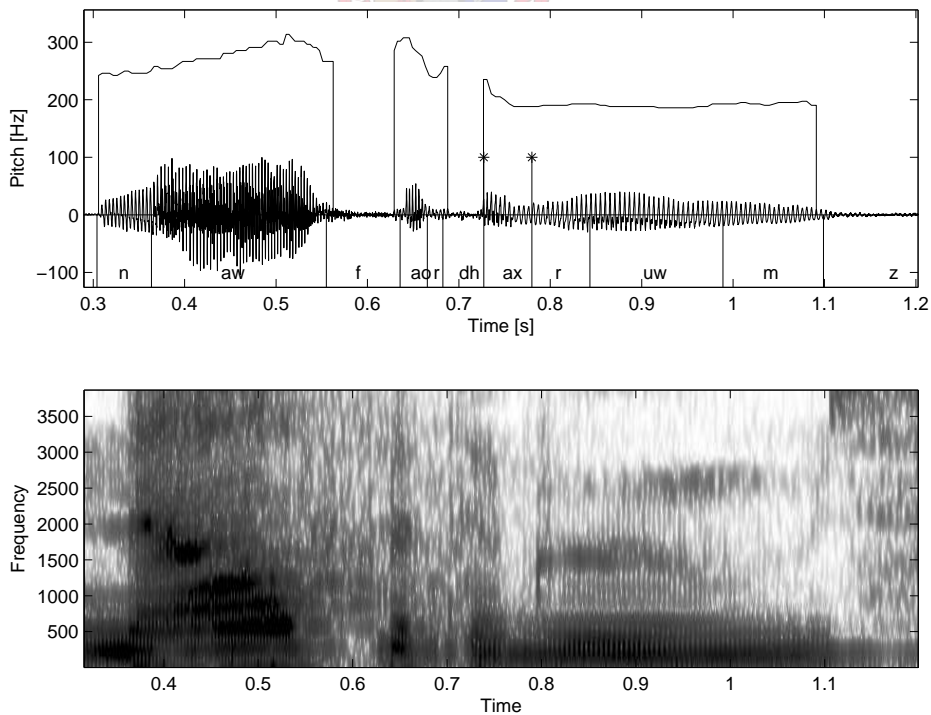 300
200
100
0
−100
Pitch [Hz]
* *
n aw f ao r dh ax r uw m z
0.3 0.4 0.5 0.6 0.7 0.8 0.9 1 1.1 1.2
Time [s]
3500
3000
2500
2000
1500
1000
500
Frequency
0.4 0.5 0.6 0.7 0.8 0.9 1 1.1
Time